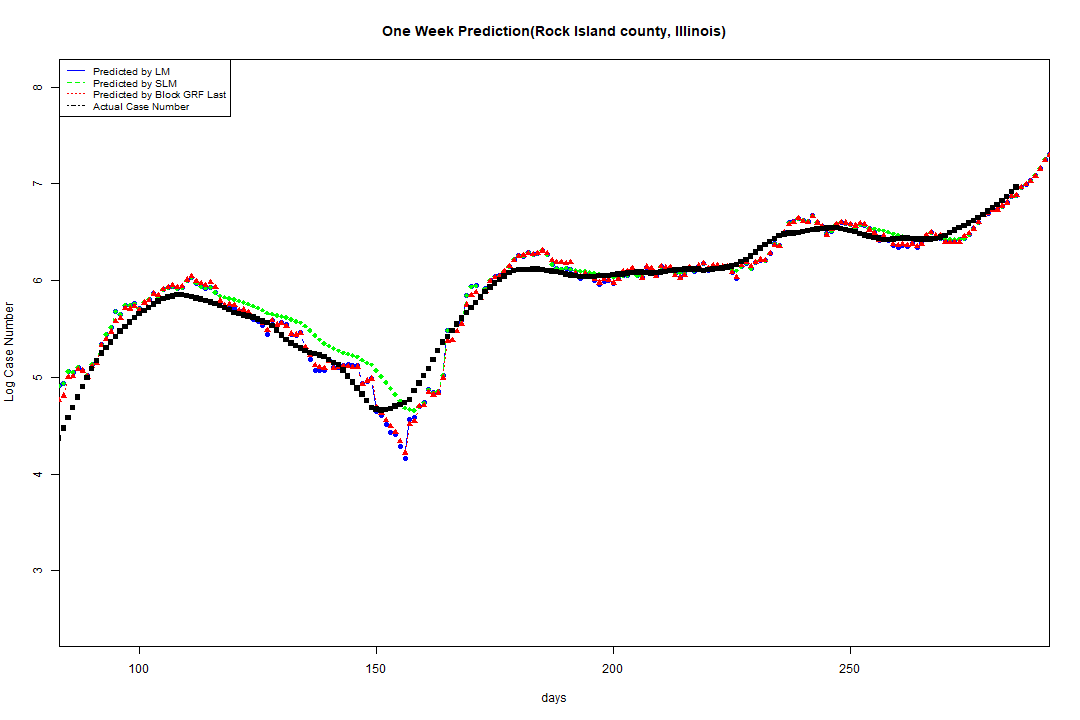 One Week Prediction(Rock Island county, Illinois)
Predicted by LM
Predicted by SLM
Predicted by Block GRF Last
Actual Case Number
8
7
6
5
4
3
Log Case Number
100 150 200 250
days